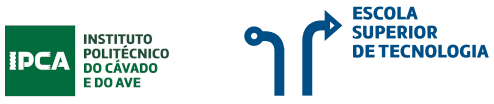 IPCA
INSTITUTO
POLITÉCNICO
DO CÁVADO
E DO AVE
ESCOLA
SUPERIOR
DE TECNOLOGIA